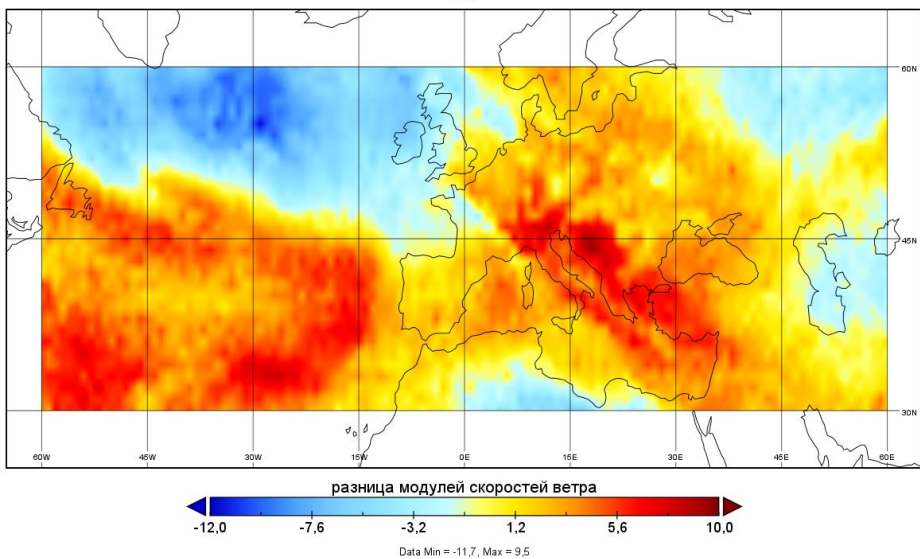 60N
45N
30N
60W 45W 30W 15W 0E 15E 30E 45E 60E
разница модулей скоростей ветра
-12,0 -7,6 -3,2 1,2 5,6 10,0
Data Min = -11,7, Max = 9,5